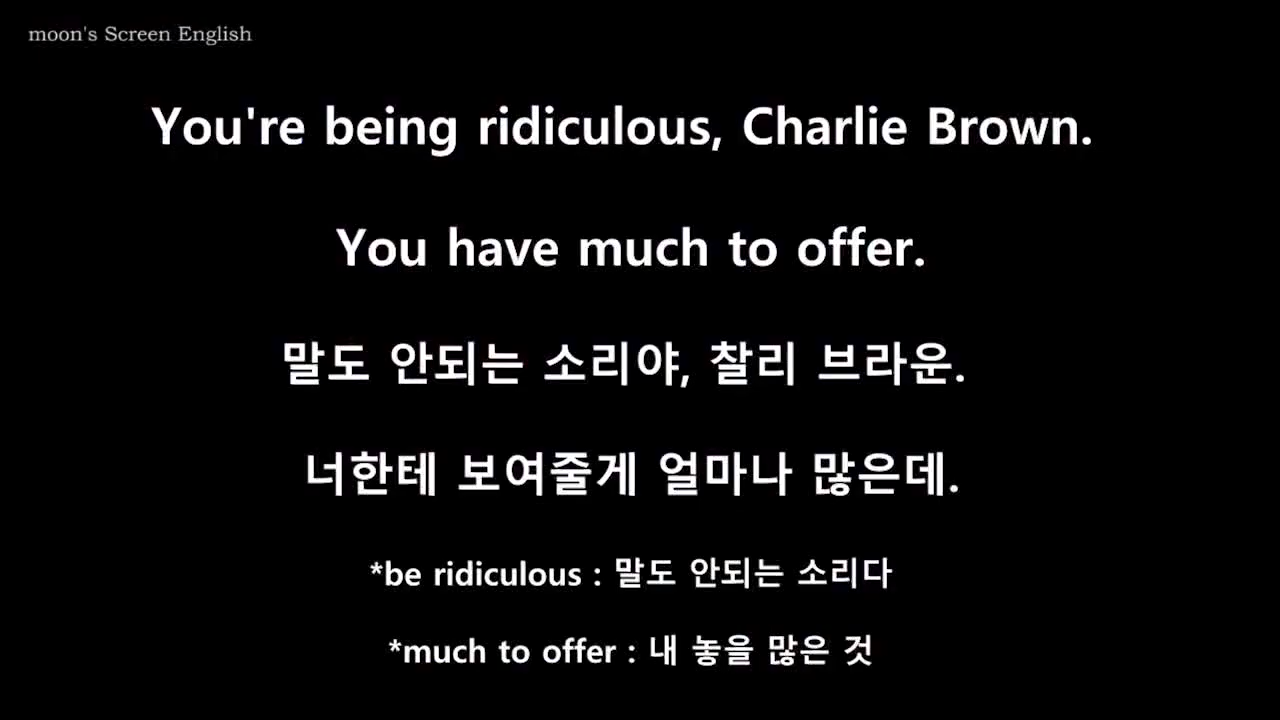 moon's Screen English
You're being ridiculous, Charlie Brown.
You have much to offer.
말도 안되는 소리야, 찰리 브라운.
너한테 보여줄게 얼마나 많은데.
*be ridiculous : 말도 안되는 소리다
*much to offer : 내 놓을 많은 것